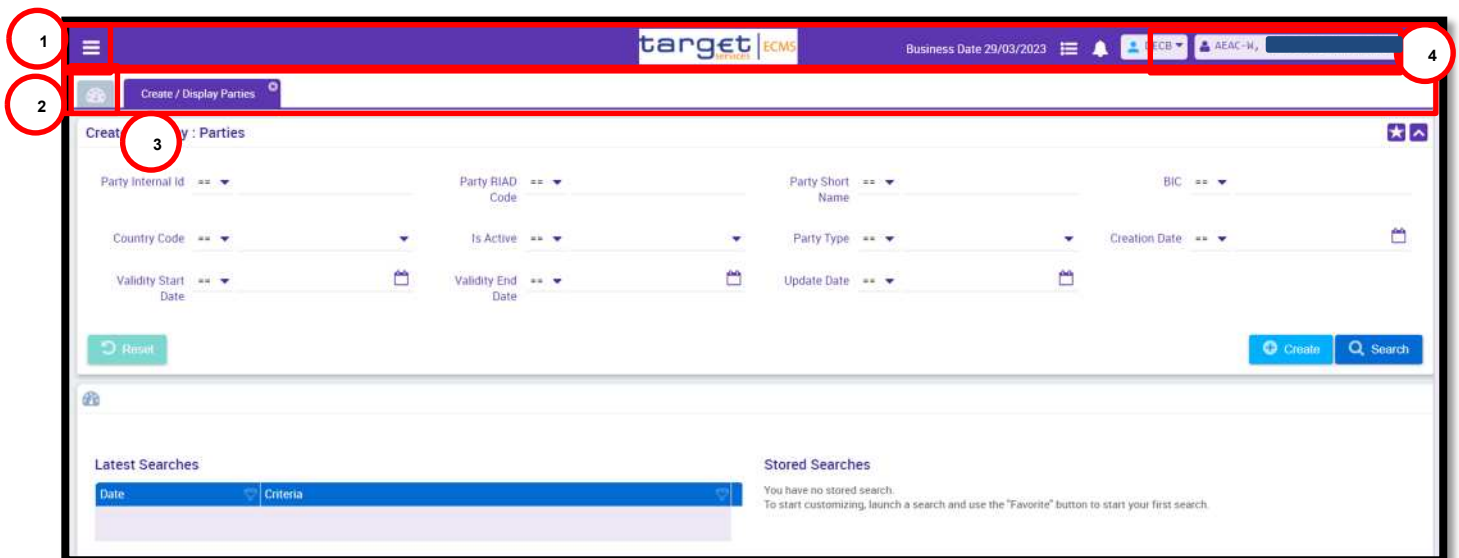 1
target
services
ECMS
Business Date 29/03/2023
ECB
AEAC-W,
4
2
Create / Display Parties
3
Creat y : Parties
Party Internal Id ==
Party RIAD Code ==
Party Short Name ==
BIC ==
Country Code ==
Is Active ==
Party Type ==
Creation Date ==
Validity Start Date ==
Validity End Date ==
Update Date ==
Reset
Create
Search
Latest Searches
Date
Criteria
Stored Searches
You have no stored search.
To start customizing, launch a search and use the "Favorite" button to start your first search.